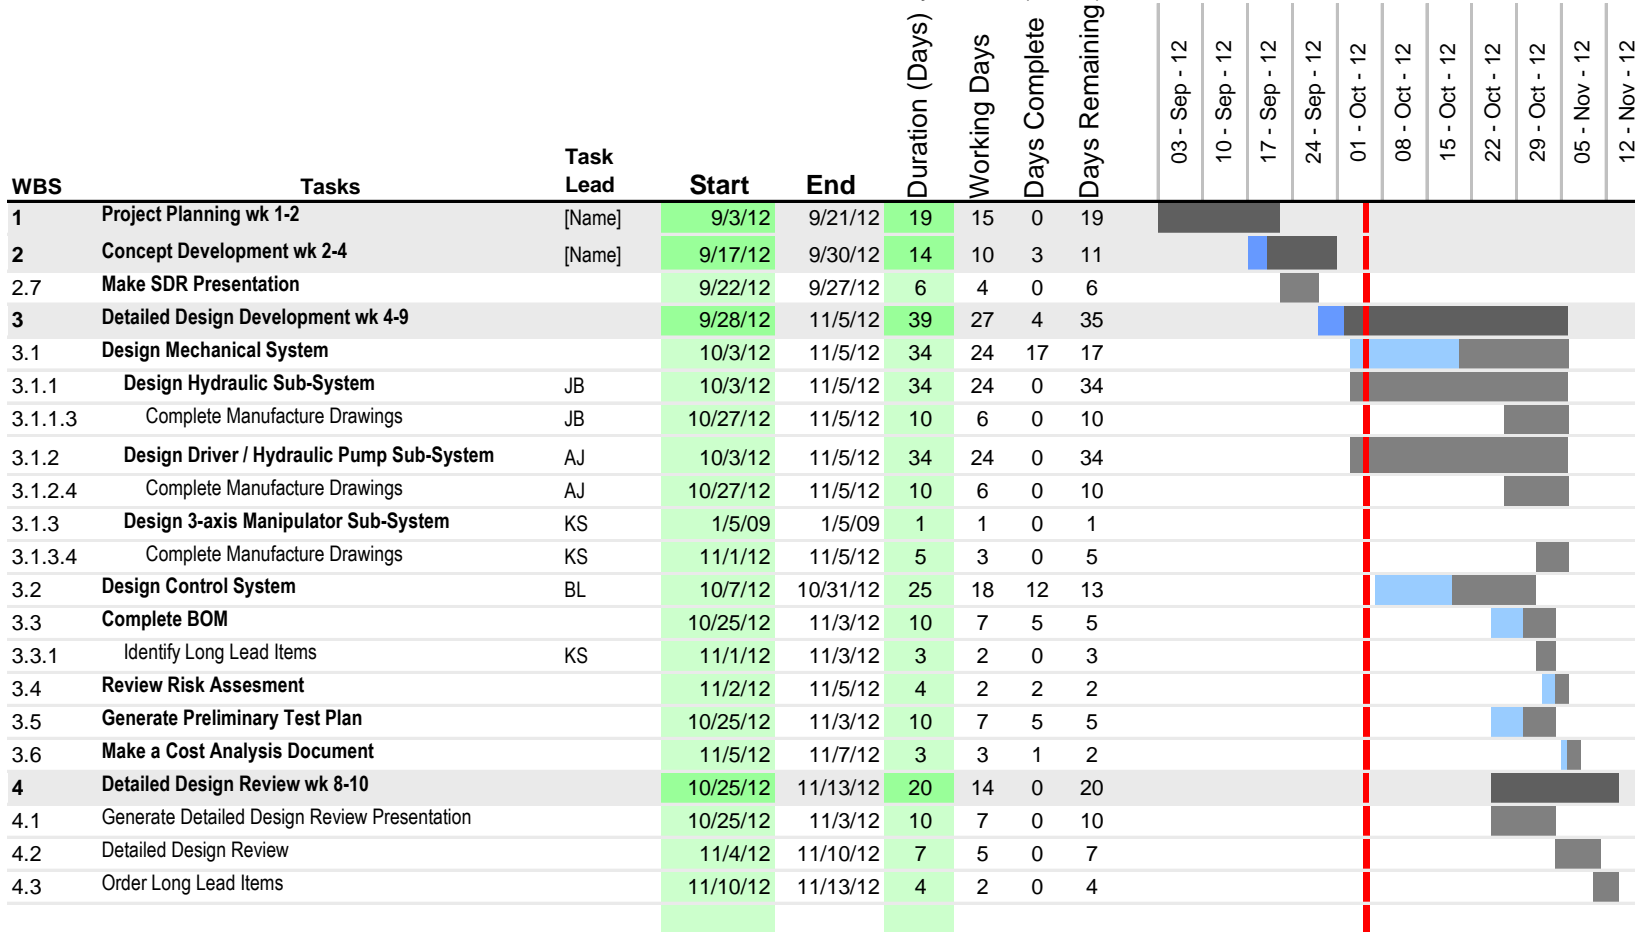 Duration (Days)
Working Days
Days Complete
Days Remaining
03 - Sep - 12
10 - Sep - 12
17 - Sep - 12
24 - Sep - 12
01 - Oct - 12
08 - Oct - 12
15 - Oct - 12
22 - Oct - 12
29 - Oct - 12
05 - Nov - 12
12 - Nov - 12
WBS Tasks Task Lead Start End
1 Project Planning wk 1-2 [Name] 9/3/12 9/21/12 19 15 0 19
2 Concept Development wk 2-4 [Name] 9/17/12 9/30/12 14 10 3 11
2.7 Make SDR Presentation 9/22/12 9/27/12 6 4 0 6
3 Detailed Design Development wk 4-9 9/28/12 11/5/12 39 27 4 35
3.1 Design Mechanical System 10/3/12 11/5/12 34 24 17 17
3.1.1 Design Hydraulic Sub-System JB 10/3/12 11/5/12 34 24 0 34
3.1.1.3 Complete Manufacture Drawings JB 10/27/12 11/5/12 10 6 0 10
3.1.2 Design Driver / Hydraulic Pump Sub-System AJ 10/3/12 11/5/12 34 24 0 34
3.1.2.4 Complete Manufacture Drawings AJ 10/27/12 11/5/12 10 6 0 10
3.1.3 Design 3-axis Manipulator Sub-System KS 1/5/09 1/5/09 1 1 0 1
3.1.3.4 Complete Manufacture Drawings KS 11/1/12 11/5/12 5 3 0 5
3.2 Design Control System BL 10/7/12 10/31/12 25 18 12 13
3.3 Complete BOM 10/25/12 11/3/12 10 7 5 5
3.3.1 Identify Long Lead Items KS 11/1/12 11/3/12 3 2 0 3
3.4 Review Risk Assesment 11/2/12 11/5/12 4 2 2 2
3.5 Generate Preliminary Test Plan 10/25/12 11/3/12 10 7 5 5
3.6 Make a Cost Analysis Document 11/5/12 11/7/12 3 3 1 2
4 Detailed Design Review wk 8-10 10/25/12 11/13/12 20 14 0 20
4.1 Generate Detailed Design Review Presentation 10/25/12 11/3/12 10 7 0 10
4.2 Detailed Design Review 11/4/12 11/10/12 7 5 0 7
4.3 Order Long Lead Items 11/10/12 11/13/12 4 2 0 4